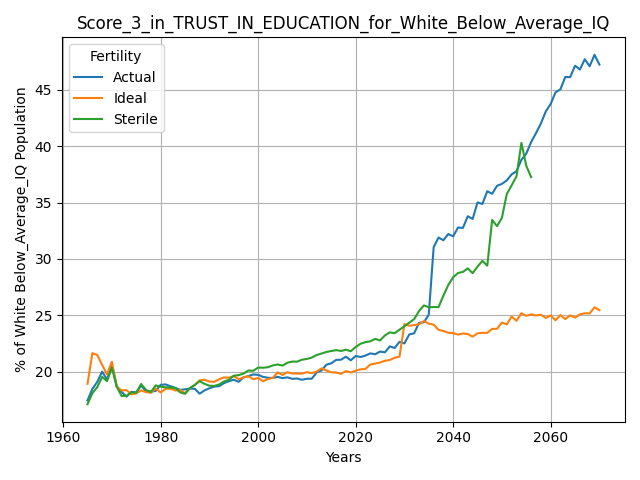 Score_3_in_TRUST_IN_EDUCATION_for_White_Below_Average_IQ
Fertility
Actual
Ideal
Sterile
% of White Below_Average_IQ Population
45
40
35
30
25
20
1960
1980
2000
2020
2040
2060
Years